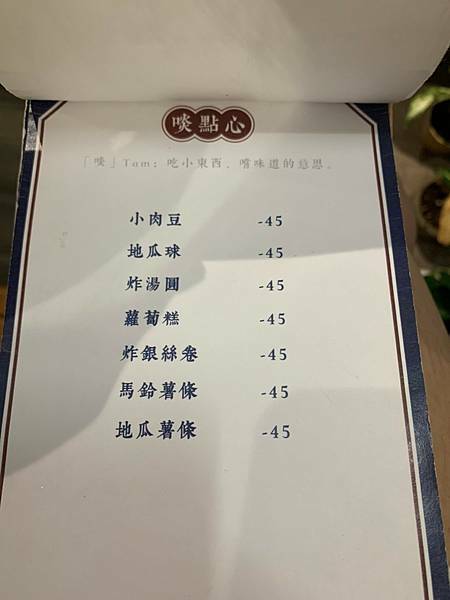 啖點心
「啖」Tam：吃小東西、嚐味道的意思。
小肉豆 -45
地瓜球 -45
炸湯圓 -45
蘿蔔糕 -45
炸銀絲卷 -45
馬鈴薯條 -45
地瓜薯條 -45